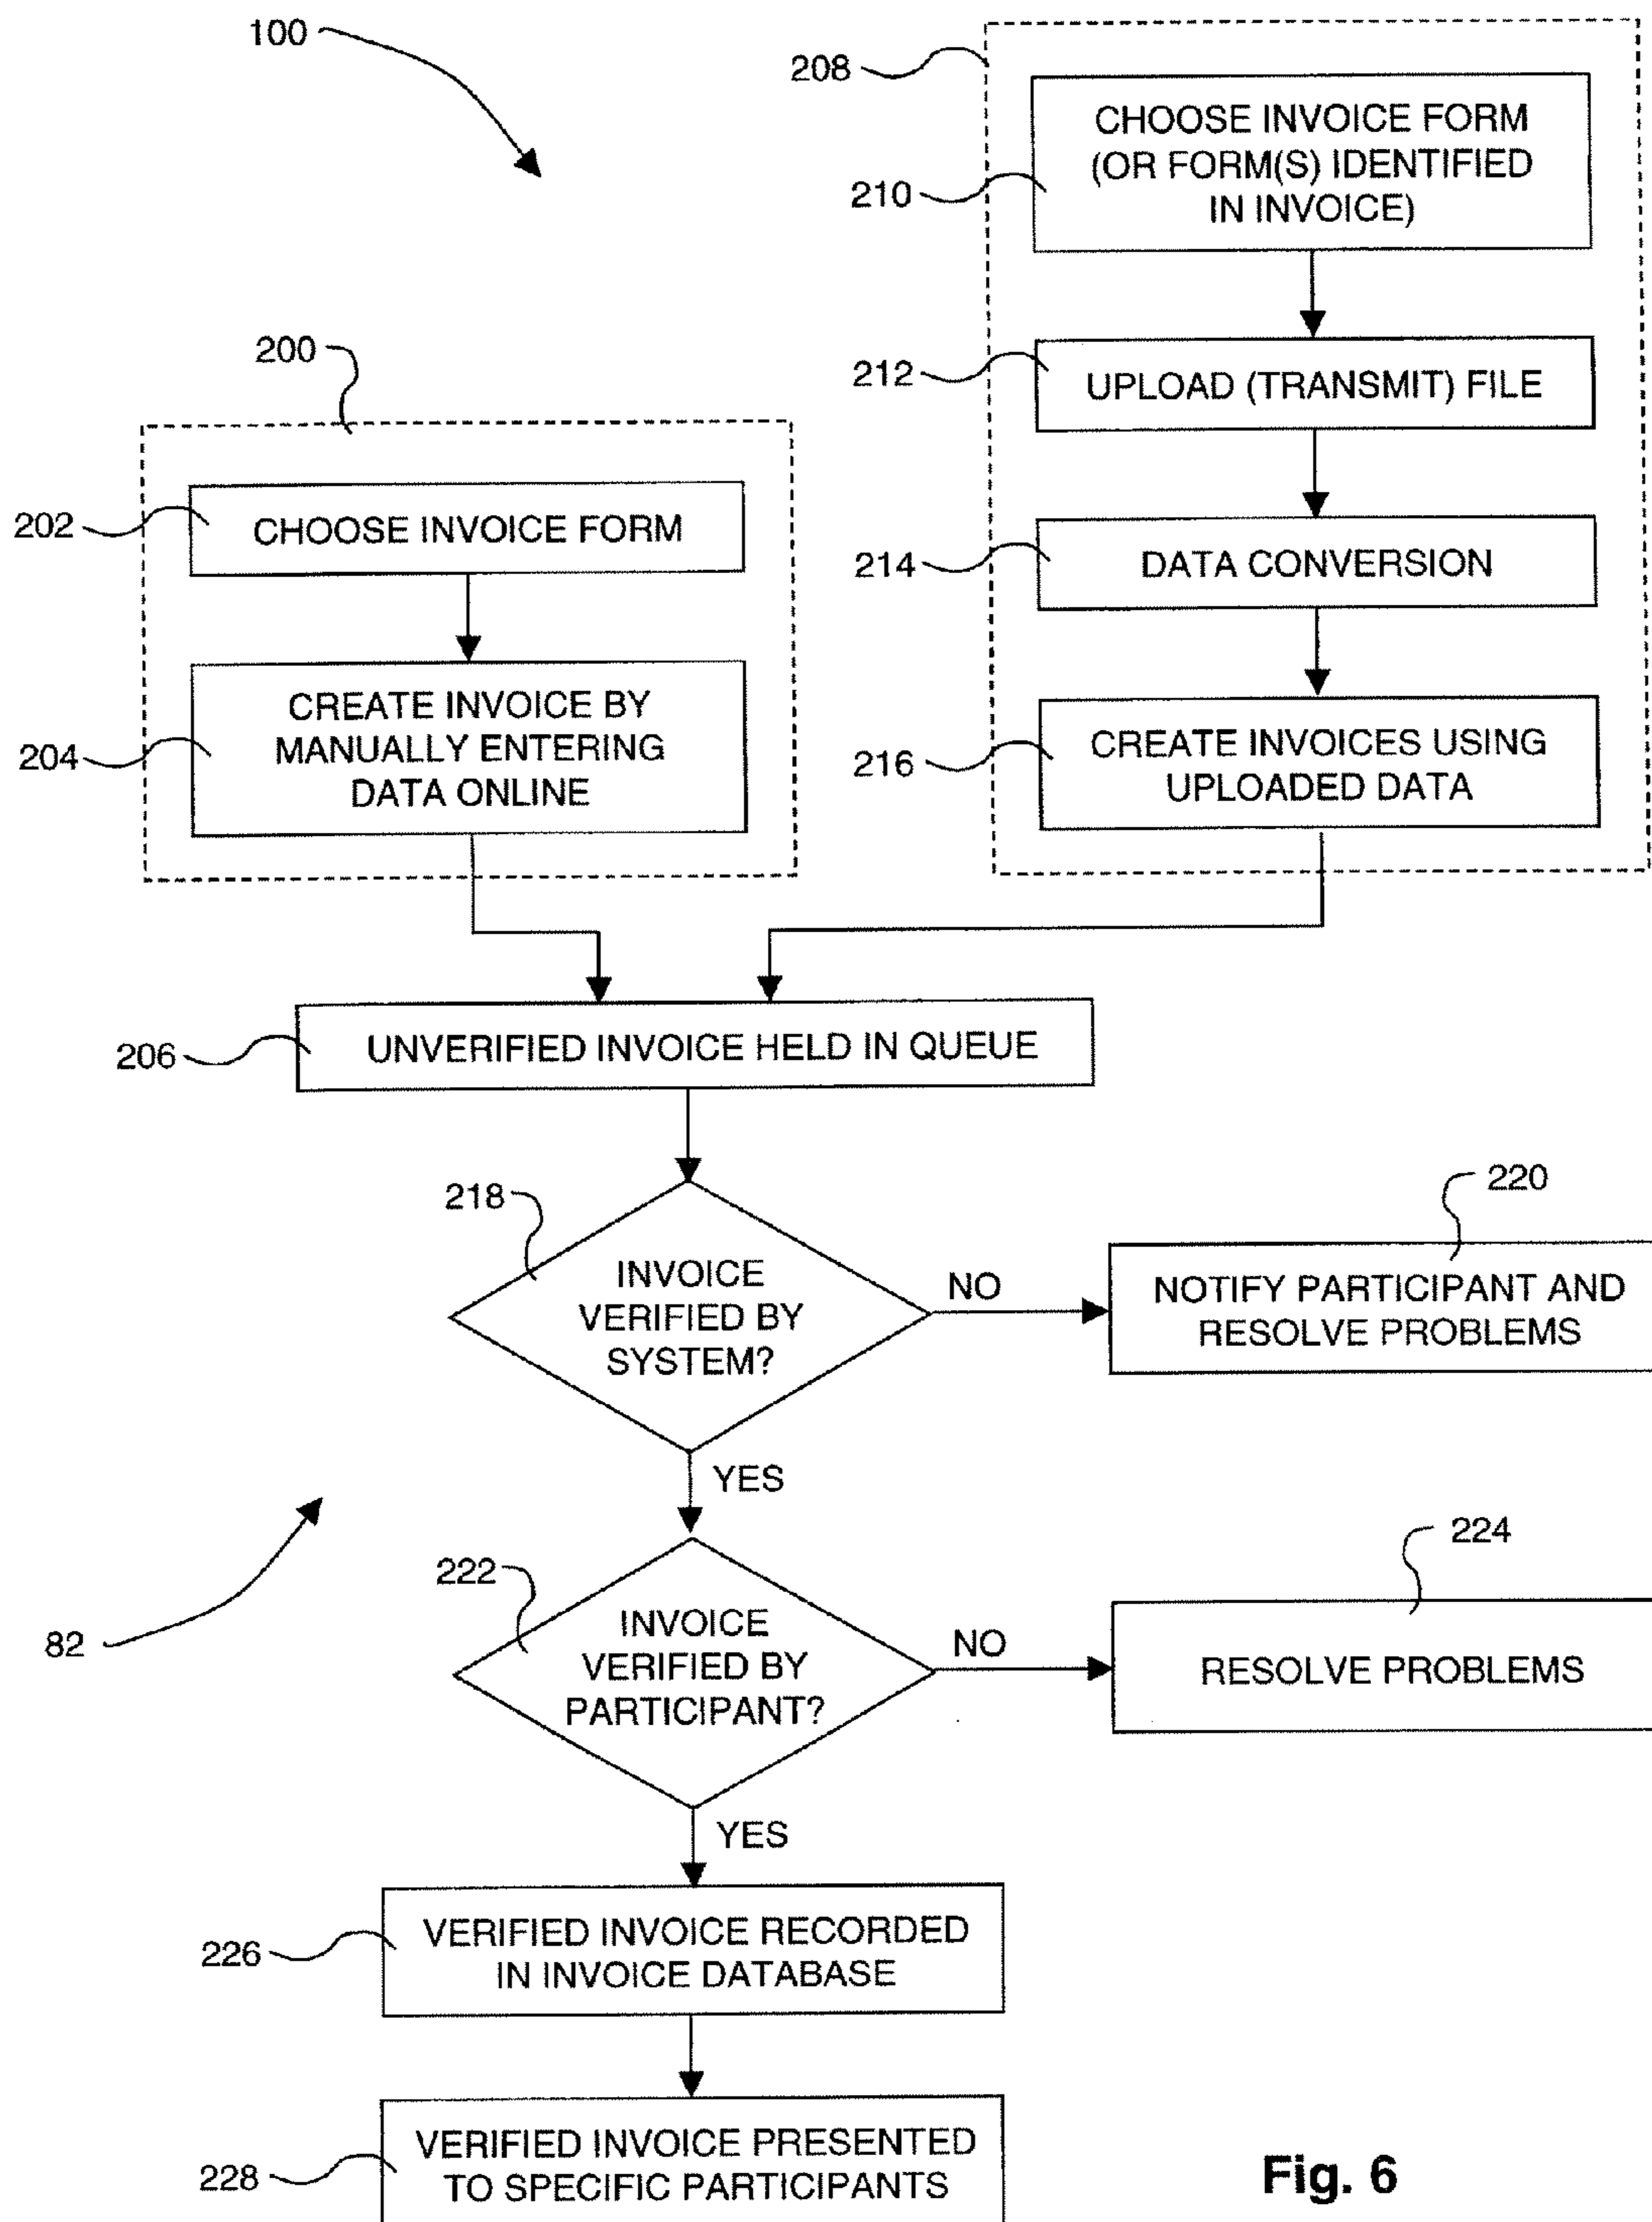 100
208
CHOOSE INVOICE FORM
(OR FORM(S) IDENTIFIED
IN INVOICE)
210
212
UPLOAD (TRANSMIT) FILE
200
202
CHOOSE INVOICE FORM
214
DATA CONVERSION
204
CREATE INVOICE BY
MANUALLY ENTERING
DATA ONLINE
216
CREATE INVOICES USING
UPLOADED DATA
206
UNVERIFIED INVOICE HELD IN QUEUE
218
INVOICE
VERIFIED BY
SYSTEM?
NO
220
NOTIFY PARTICIPANT AND
RESOLVE PROBLEMS
YES
82
222
INVOICE
VERIFIED BY
PARTICIPANT?
NO
224
RESOLVE PROBLEMS
YES
226
VERIFIED INVOICE RECORDED
IN INVOICE DATABASE
228
VERIFIED INVOICE PRESENTED
TO SPECIFIC PARTICIPANTS
Fig. 6